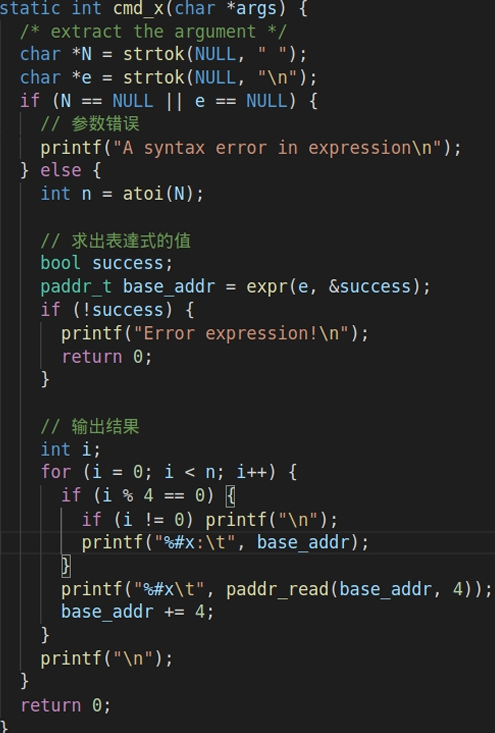 static int cmd_x(char *args) {
  /* extract the argument */
  char *N = strtok(NULL, " ");
  char *e = strtok(NULL, "\n");
  if (N == NULL || e == NULL) {
    // 参数错误
    printf("A syntax error in expression\n");
  } else {
    int n = atoi(N);

    // 求出表達式的值
    bool success;
    paddr_t base_addr = expr(e, &success);
    if (!success) {
      printf("Error expression!\n");
      return 0;
    }

    // 输出结果
    int i;
    for (i = 0; i < n; i++) {
      if (i % 4 == 0) {
        if (i != 0) printf("\n");
        printf("%#x:\t", base_addr);
      }
      printf("%#x\t", paddr_read(base_addr, 4));
      base_addr += 4;
    }
    printf("\n");
  }
  return 0;
}